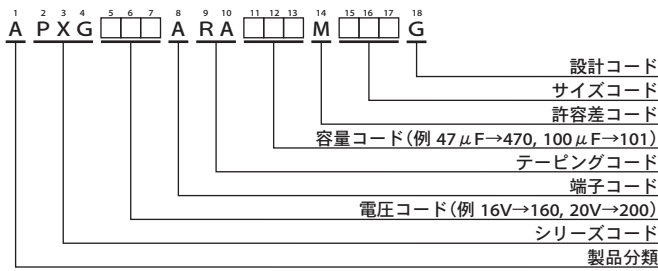 1 2 3 4 5 6 7 8 9 10 11 12 13 14 15 16 17 18
A P X G □□□ A R A □□□ M □□□ G
設計コード
サイズコード
許容差コード
容量コード(例 47μF→470, 100μF→101)
テーピングコード
端子コード
電圧コード(例 16V→160, 20V→200)
シリーズコード
製品分類